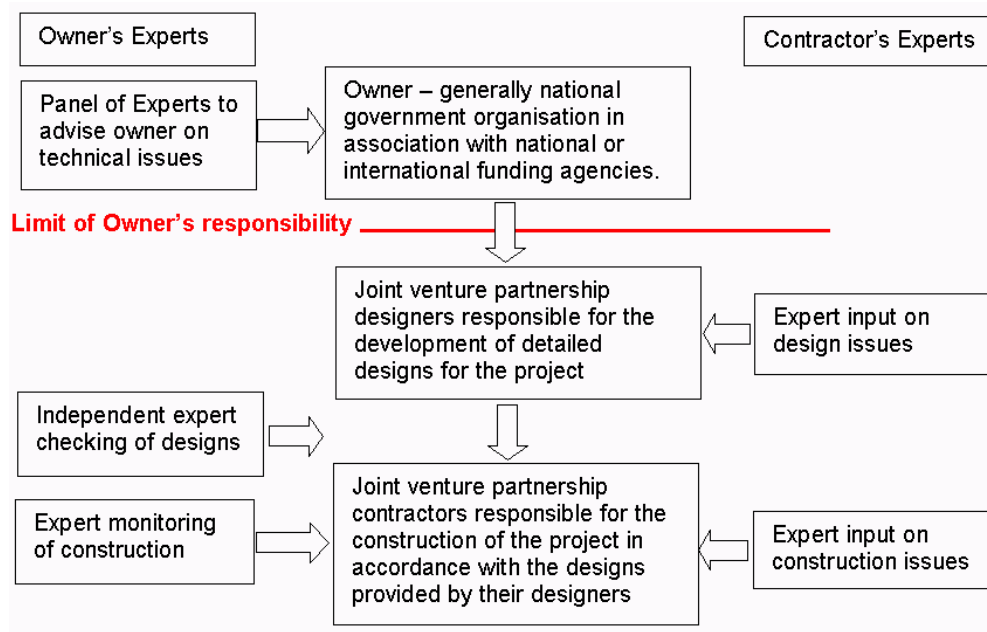 Owner’s Experts
Contractor’s Experts
Panel of Experts to
advise owner on
technical issues
Owner – generally national
government organisation in
association with national or
international funding agencies.
Limit of Owner’s responsibility
Joint venture partnership
designers responsible for the
development of detailed
designs for the project
Expert input on
design issues
Independent expert
checking of designs
Joint venture partnership
contractors responsible for the
construction of the project in
accordance with the designs
provided by their designers
Expert monitoring
of construction
Expert input on
construction issues